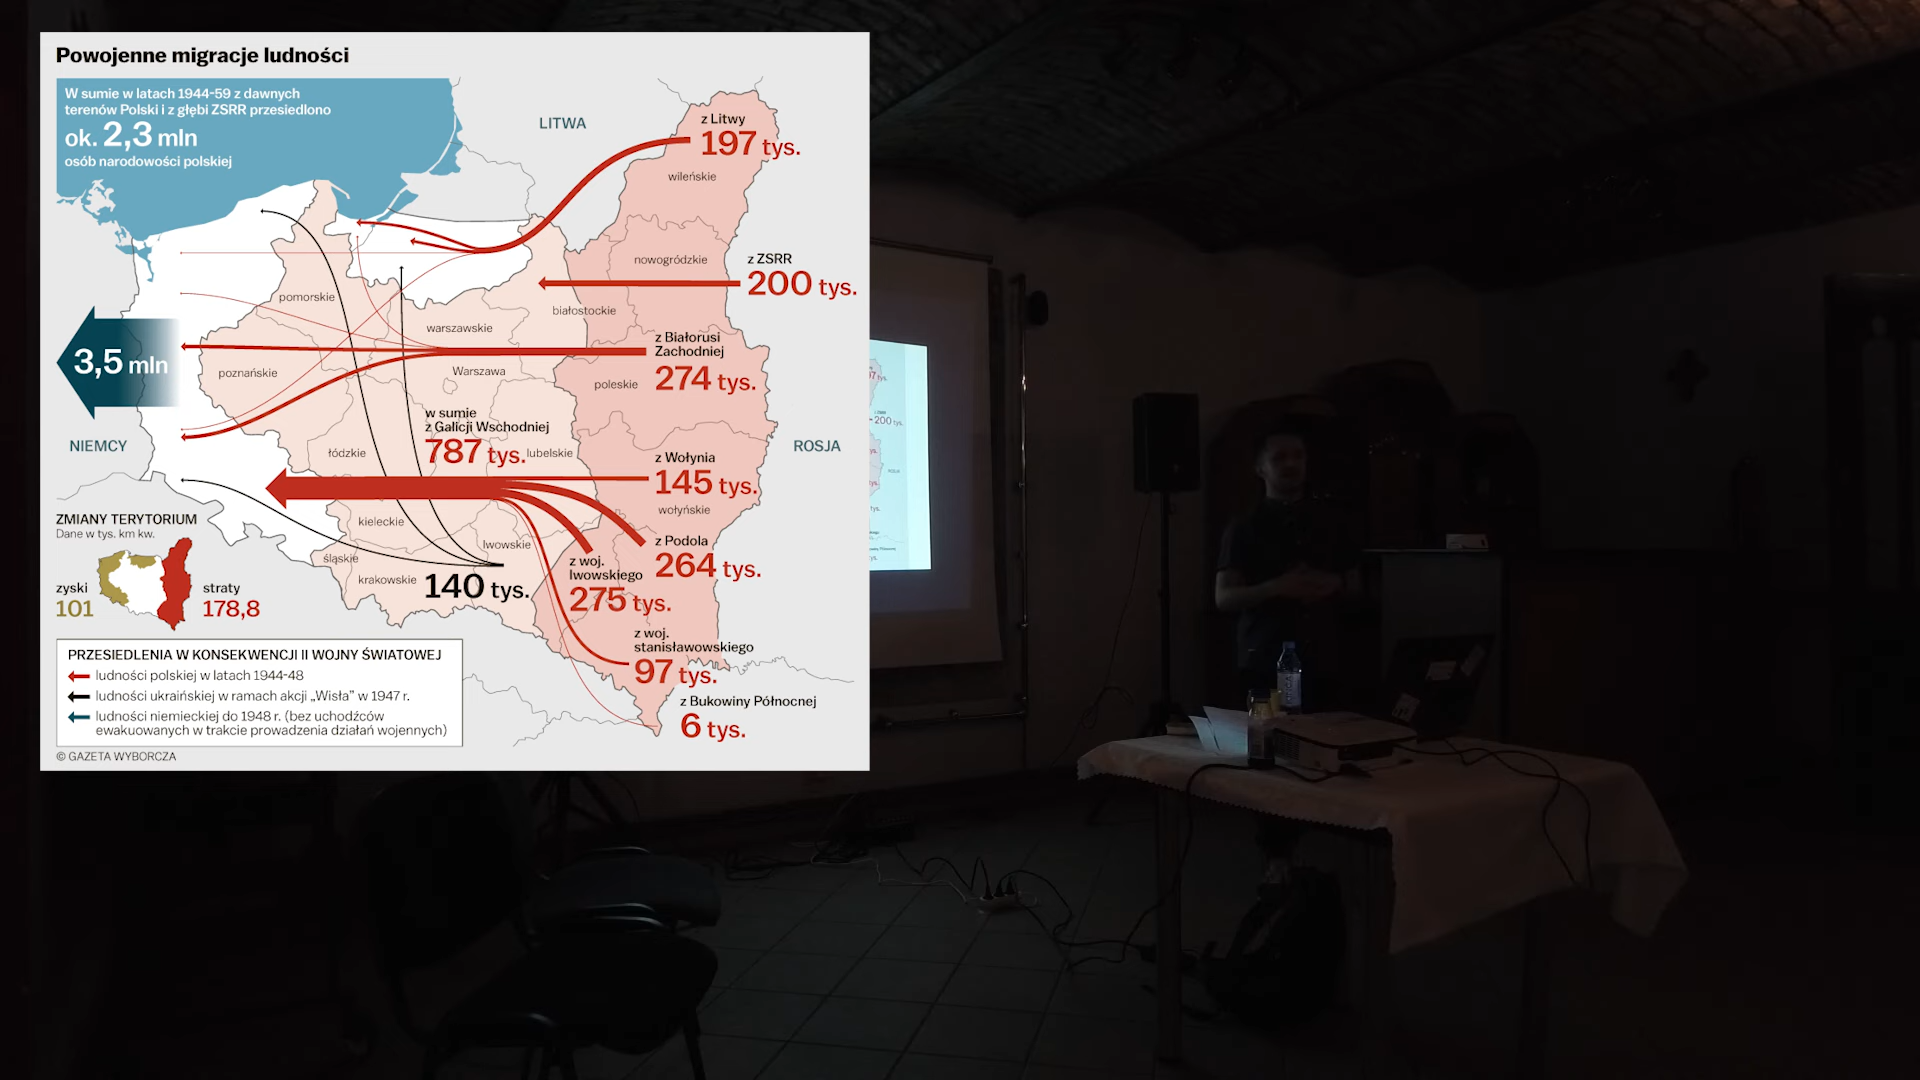 Powojenne migracje ludności
W sumie w latach 1944-59 z dawnych
terenów Polski i z głębi ZSRR przesiedlono
ok. 2,3 mln
osób narodowości polskiej
LITWA
z Litwy
197 tys.
wileńskie
nowogródzkie
z ZSRR
200 tys.
pomorskie
białostockie
warszawskie
z Białorusi
Zachodniej
274 tys.
3,5 mln
poznańskie
Warszawa
poleskie
w sumie
z Galicji Wschodniej
787 tys.
NIEMCY
łódzkie
lubelskie
ROSJA
z Wołynia
145 tys.
wołyńskie
kieleckie
lwowskie
z Podola
264 tys.
śląskie
krakowskie
140 tys.
z woj.
lwowskiego
275 tys.
ZMIANY TERYTORIUM
Dane w tys. km kw.
zyski
101
straty
178,8
z woj.
stanisławowskiego
97 tys.
z Bukowiny Północnej
6 tys.
PRZESIEDLENIA W KONSEKWENCJI II WOJNY ŚWIATOWEJ
ludności polskiej w latach 1944-48
ludności ukraińskiej w ramach akcji „Wisła” w 1947 r.
ludności niemieckiej do 1948 r. (bez uchodźców
ewakuowanych w trakcie prowadzenia działań wojennych)
© GAZETA WYBORCZA
200 tys.